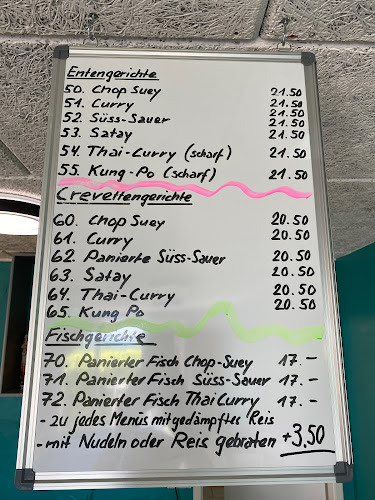 Entengerichte
50. Chop Suey 21.50
51. Curry 21.50
52. Süss-Sauer 21.50
53. Satay 21.50
54. Thai-Curry (scharf) 21.50
55. Kung-Po (scharf) 21.50
Crevettengerichte
60. Chop Suey 20.50
61. Curry 20.50
62. Panierte Süss-Sauer 20.50
63. Satay 20.50
64. Thai-Curry 20.50
65. Kung Po 20.50
Fischgerichte
70. Panierter Fisch Chop-Suey 17.-
71. Panierter Fisch Süss-Sauer 17.-
72. Panierter Fisch Thai Curry 17.-
- zu jedes Menüs mit gedämpftes Reis
- mit Nudeln oder Reis gebraten +3,50